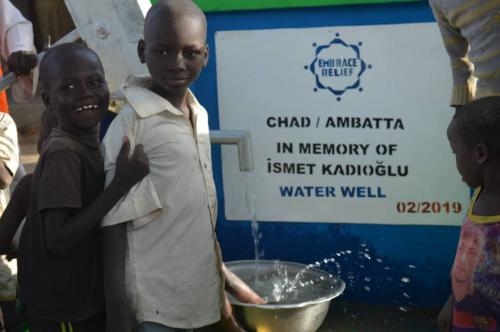 EMBRACE
RELIEF
CHAD / AMBATTA
IN MEMORY OF
İSMET KADIOĞLU
WATER WELL
02/2019